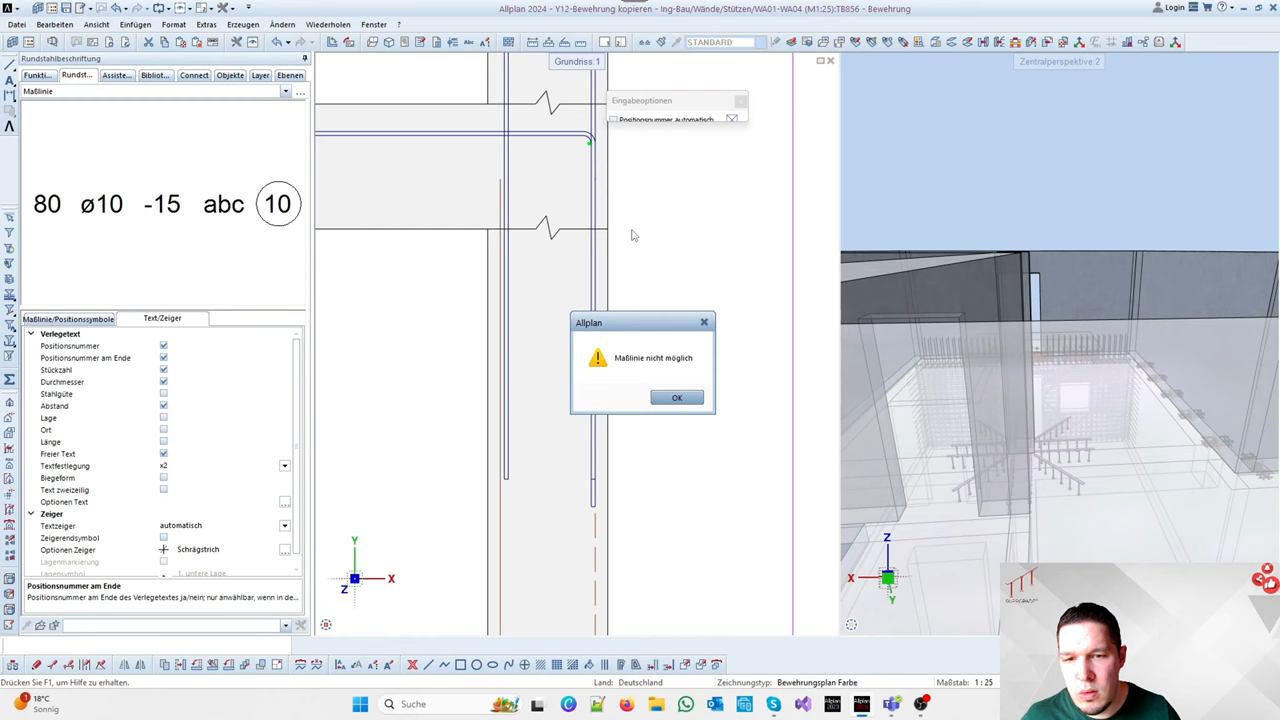 Allplan 2024 - Y12-Bewehrung kopieren - Ing-Bau/Wände/Stützen/WA01-WA04 (M1:25):TB856 - Bewehrung
Login
Datei Bearbeiten Ansicht Einfügen Format Extras Erzeugen Ändern Wiederholen Fenster ?
STANDARD
Rundstahlbeschriftung
Funkti... Rundst... Assiste... Bibliot... Connect Objekte Layer Ebenen
Maßlinie
...
80 ø10 -15 abc 10
Maßlinie/Positionssymbole Text/Zeiger
Verlegetext
Positionsnummer
Positionsnummer am Ende
Stückzahl
Durchmesser
Stahlgüte
Abstand
Lage
Ort
Länge
Freier Text
Textfestlegung x2
Biegeform
Text zweizeilig
Optionen Text
Zeiger
Textzeiger automatisch
Zeigerendsymbol
Optionen Zeiger Schrägstrich
Lagenmarkierung
Positionsnummer am Ende
Positionsnummer am Ende des Verlegetextes ja/nein; nur anwählbar, wenn in de...
Grundriss:1
Eingabeoptionen
Positionsnummer automatisch
Allplan
Maßlinie nicht möglich
OK
Y
X
Z
Zentralperspektive:2
Z
X
Y
Drücken Sie F1, um Hilfe zu erhalten.
Land: Deutschland
Zeichnungstyp: Bewehrungsplan Farbe
Maßstab: 1 : 25
18°C
Sonnig
Suche